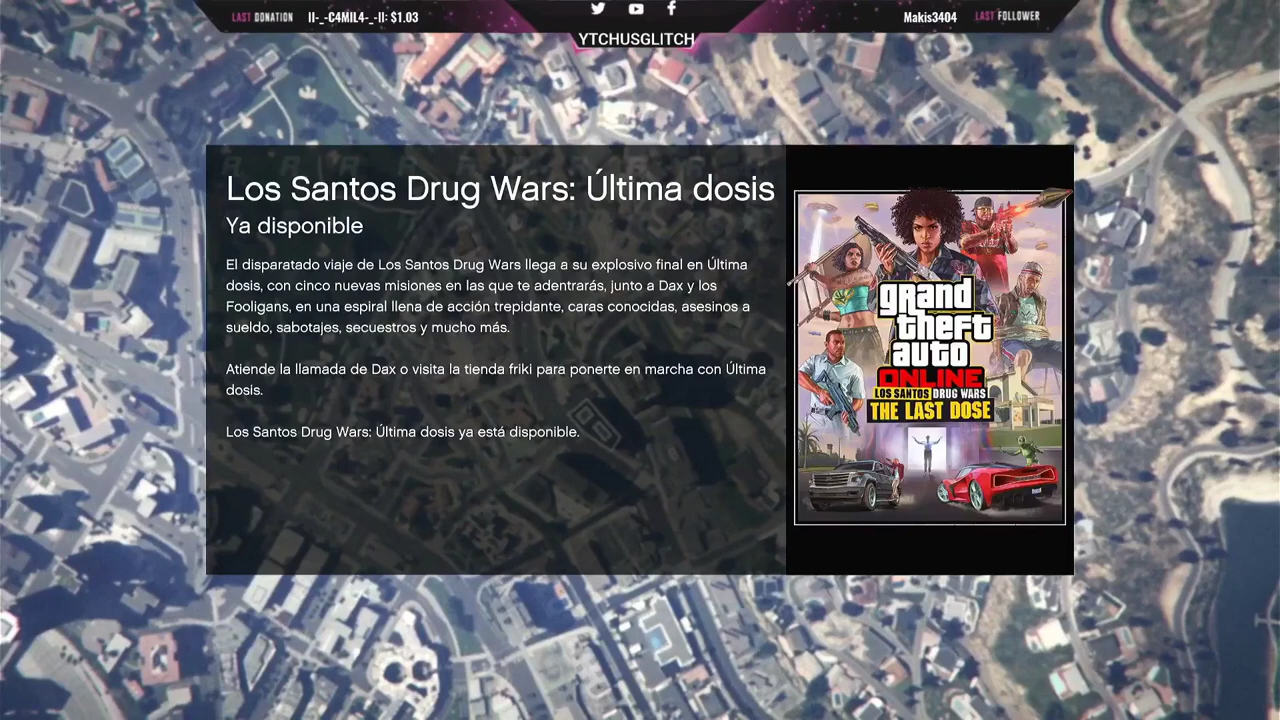 LAST DONATION II-_-C4MIL4-_-II: $1.03
Makis3404 LAST FOLLOWER
YTCHUSGLITCH
Los Santos Drug Wars: Última dosis
Ya disponible
El disparatado viaje de Los Santos Drug Wars llega a su explosivo final en Última
dosis, con cinco nuevas misiones en las que te adentrarás, junto a Dax y los
Fooligans, en una espiral llena de acción trepidante, caras conocidas, asesinos a
sueldo, sabotajes, secuestros y mucho más.
Atiende la llamada de Dax o visita la tienda friki para ponerte en marcha con Última
dosis.
Los Santos Drug Wars: Última dosis ya está disponible.
grand
theft
auto
ONLINE
LOS SANTOS DRUG WARS
THE LAST DOSE